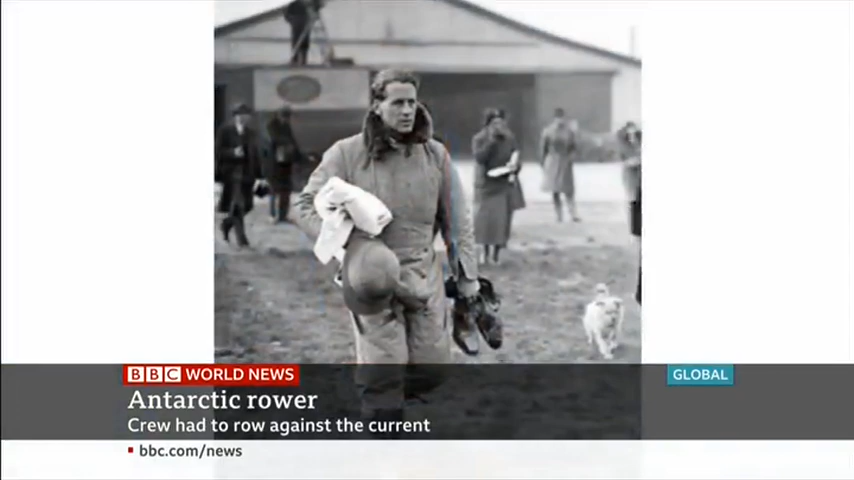 BBC WORLD NEWS
GLOBAL
Antarctic rower
Crew had to row against the current
bbc.com/news